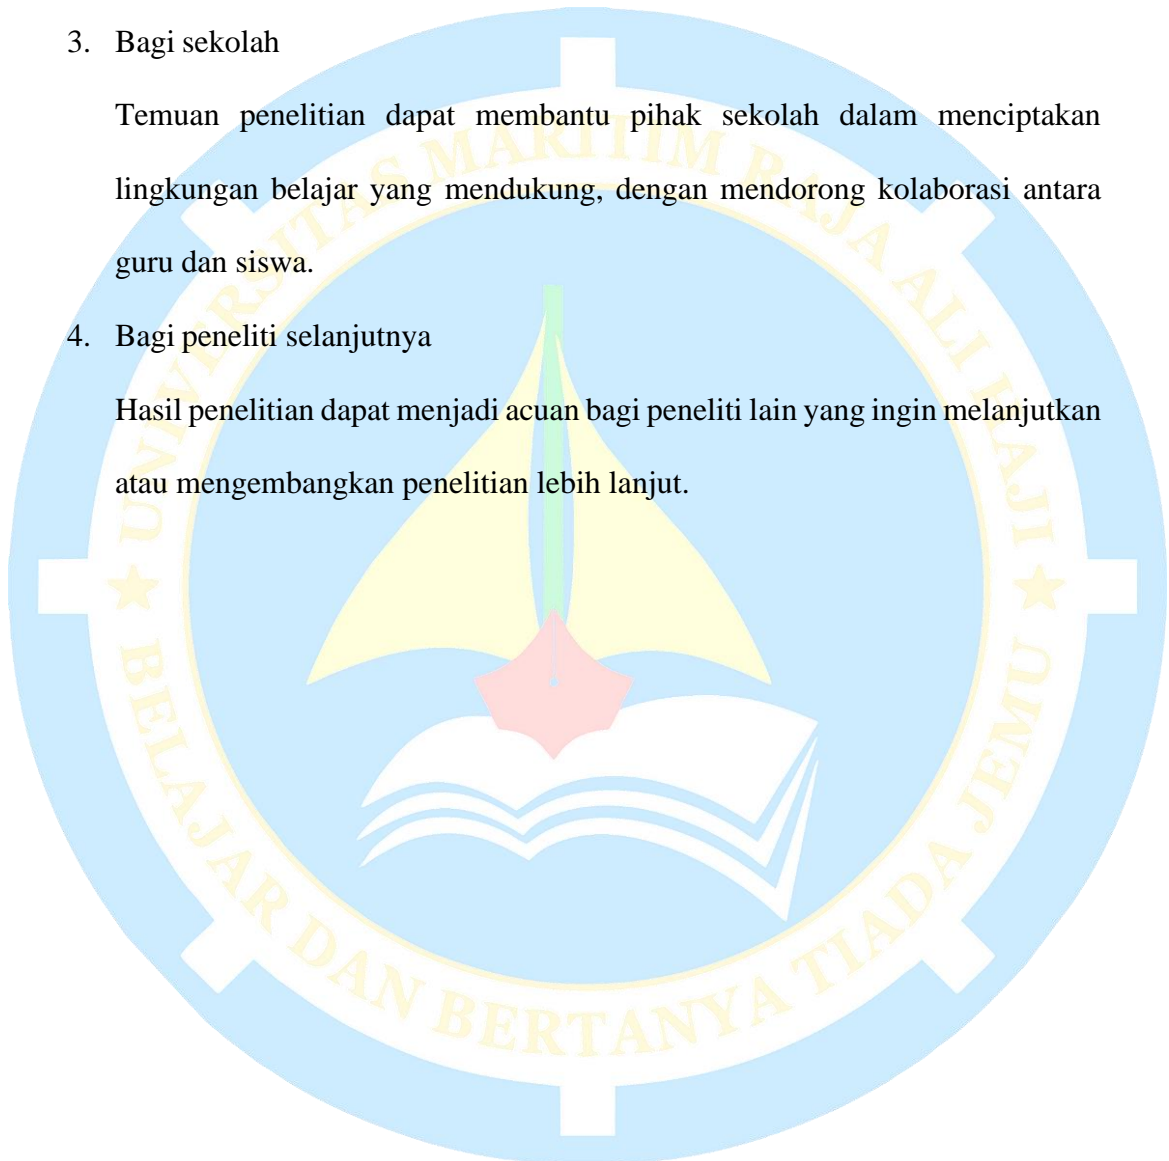 3. Bagi sekolah
Temuan penelitian dapat membantu pihak sekolah dalam menciptakan
lingkungan belajar yang mendukung, dengan mendorong kolaborasi antara
guru dan siswa.
4. Bagi peneliti selanjutnya
Hasil penelitian dapat menjadi acuan bagi peneliti lain yang ingin melanjutkan
atau mengembangkan penelitian lebih lanjut.
UNIVERSITAS MARITIM RAJA ALI HAJI
BELAJAR DAN BERTANYA TIADA JEMU